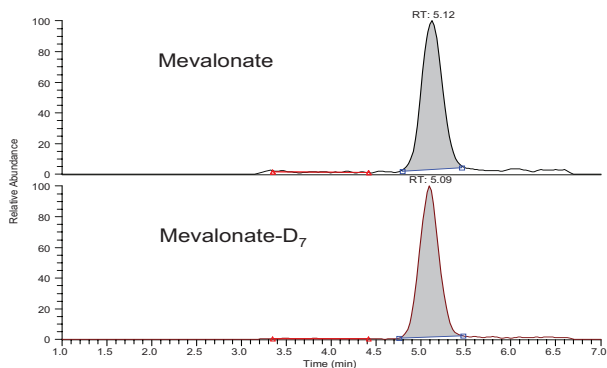 RT: 5.12
100
80
60
40
20
0
Mevalonate
Relative Abundance
RT: 5.09
100
80
60
40
20
0
Mevalonate-D₇
1.0 1.5 2.0 2.5 3.0 3.5 4.0 4.5 5.0 5.5 6.0 6.5 7.0
Time (min)